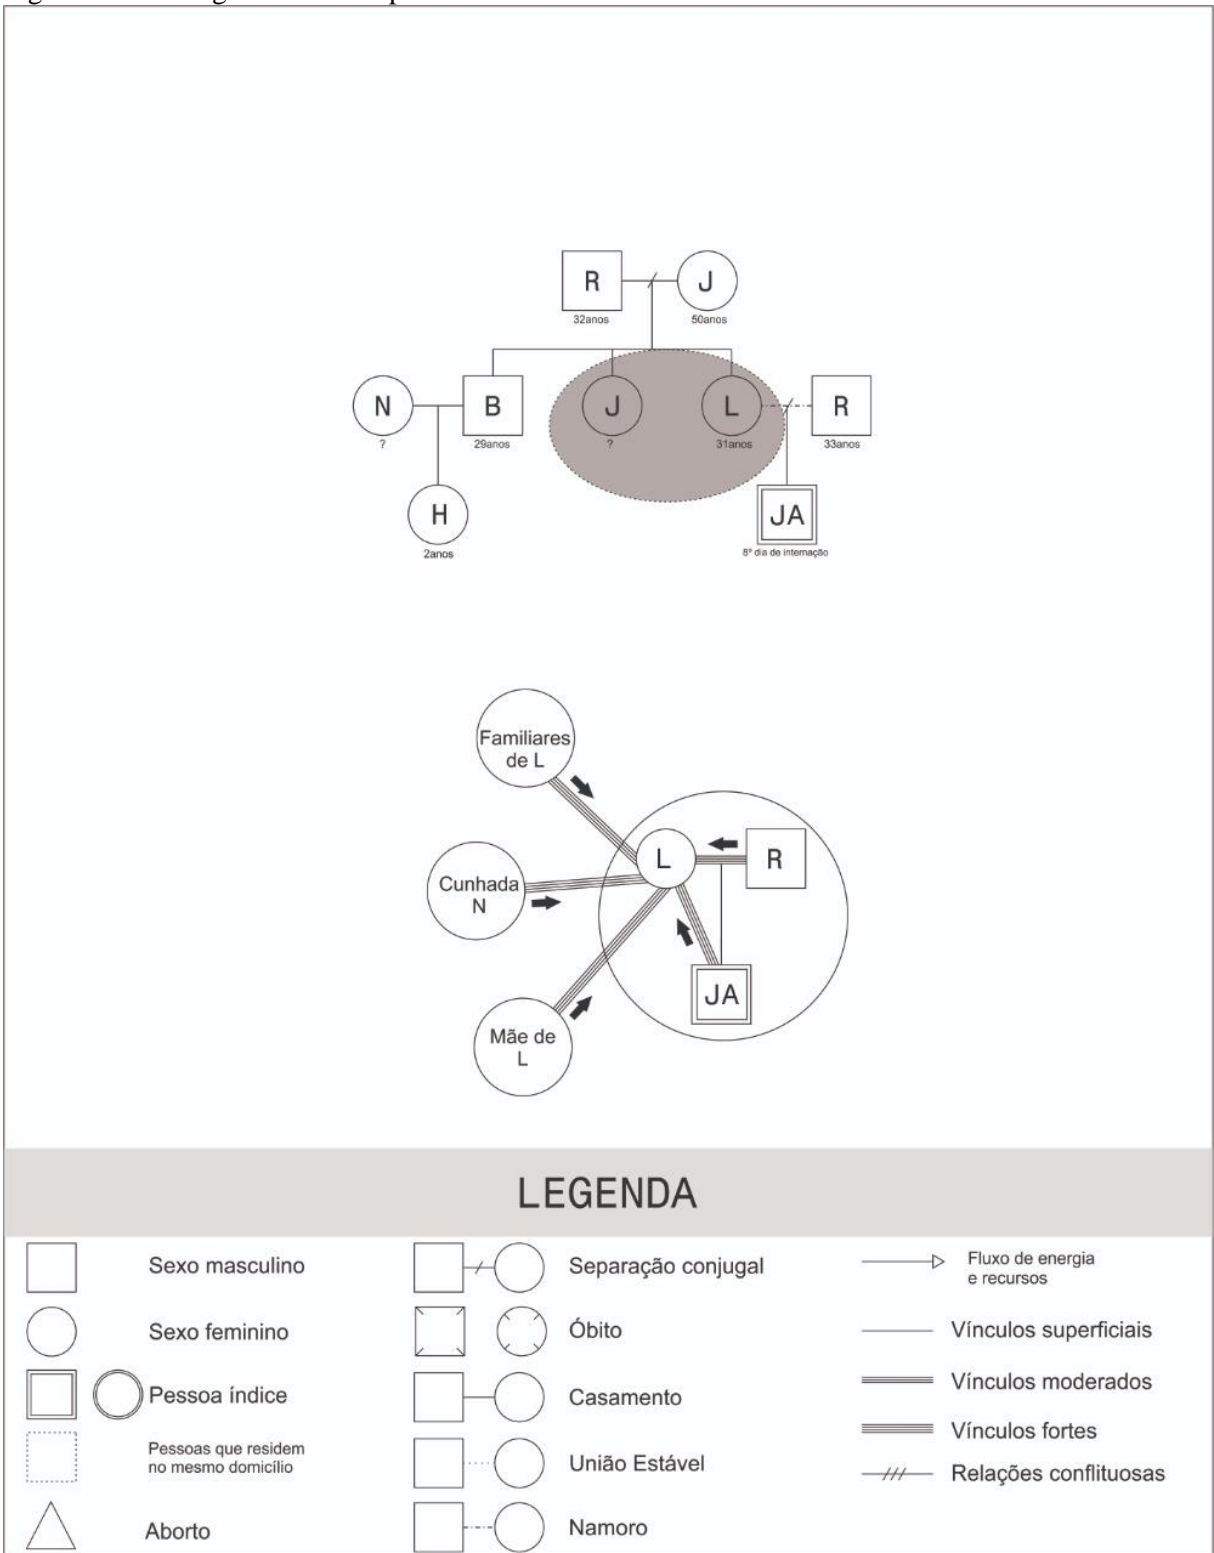 R
J
32anos
50anos
N
B
J
L
R
?
29anos
?
31anos
33anos
H
JA
2anos
8º dia de internação
Familiares
de L
L
R
Cunhada
N
JA
Mãe de
L
LEGENDA
Sexo masculino
Sexo feminino
Pessoa índice
Pessoas que residem
no mesmo domicílio
Aborto
Separação conjugal
Óbito
Casamento
União Estável
Namoro
Fluxo de energia
e recursos
Vínculos superficiais
Vínculos moderados
Vínculos fortes
Relações conflituosas